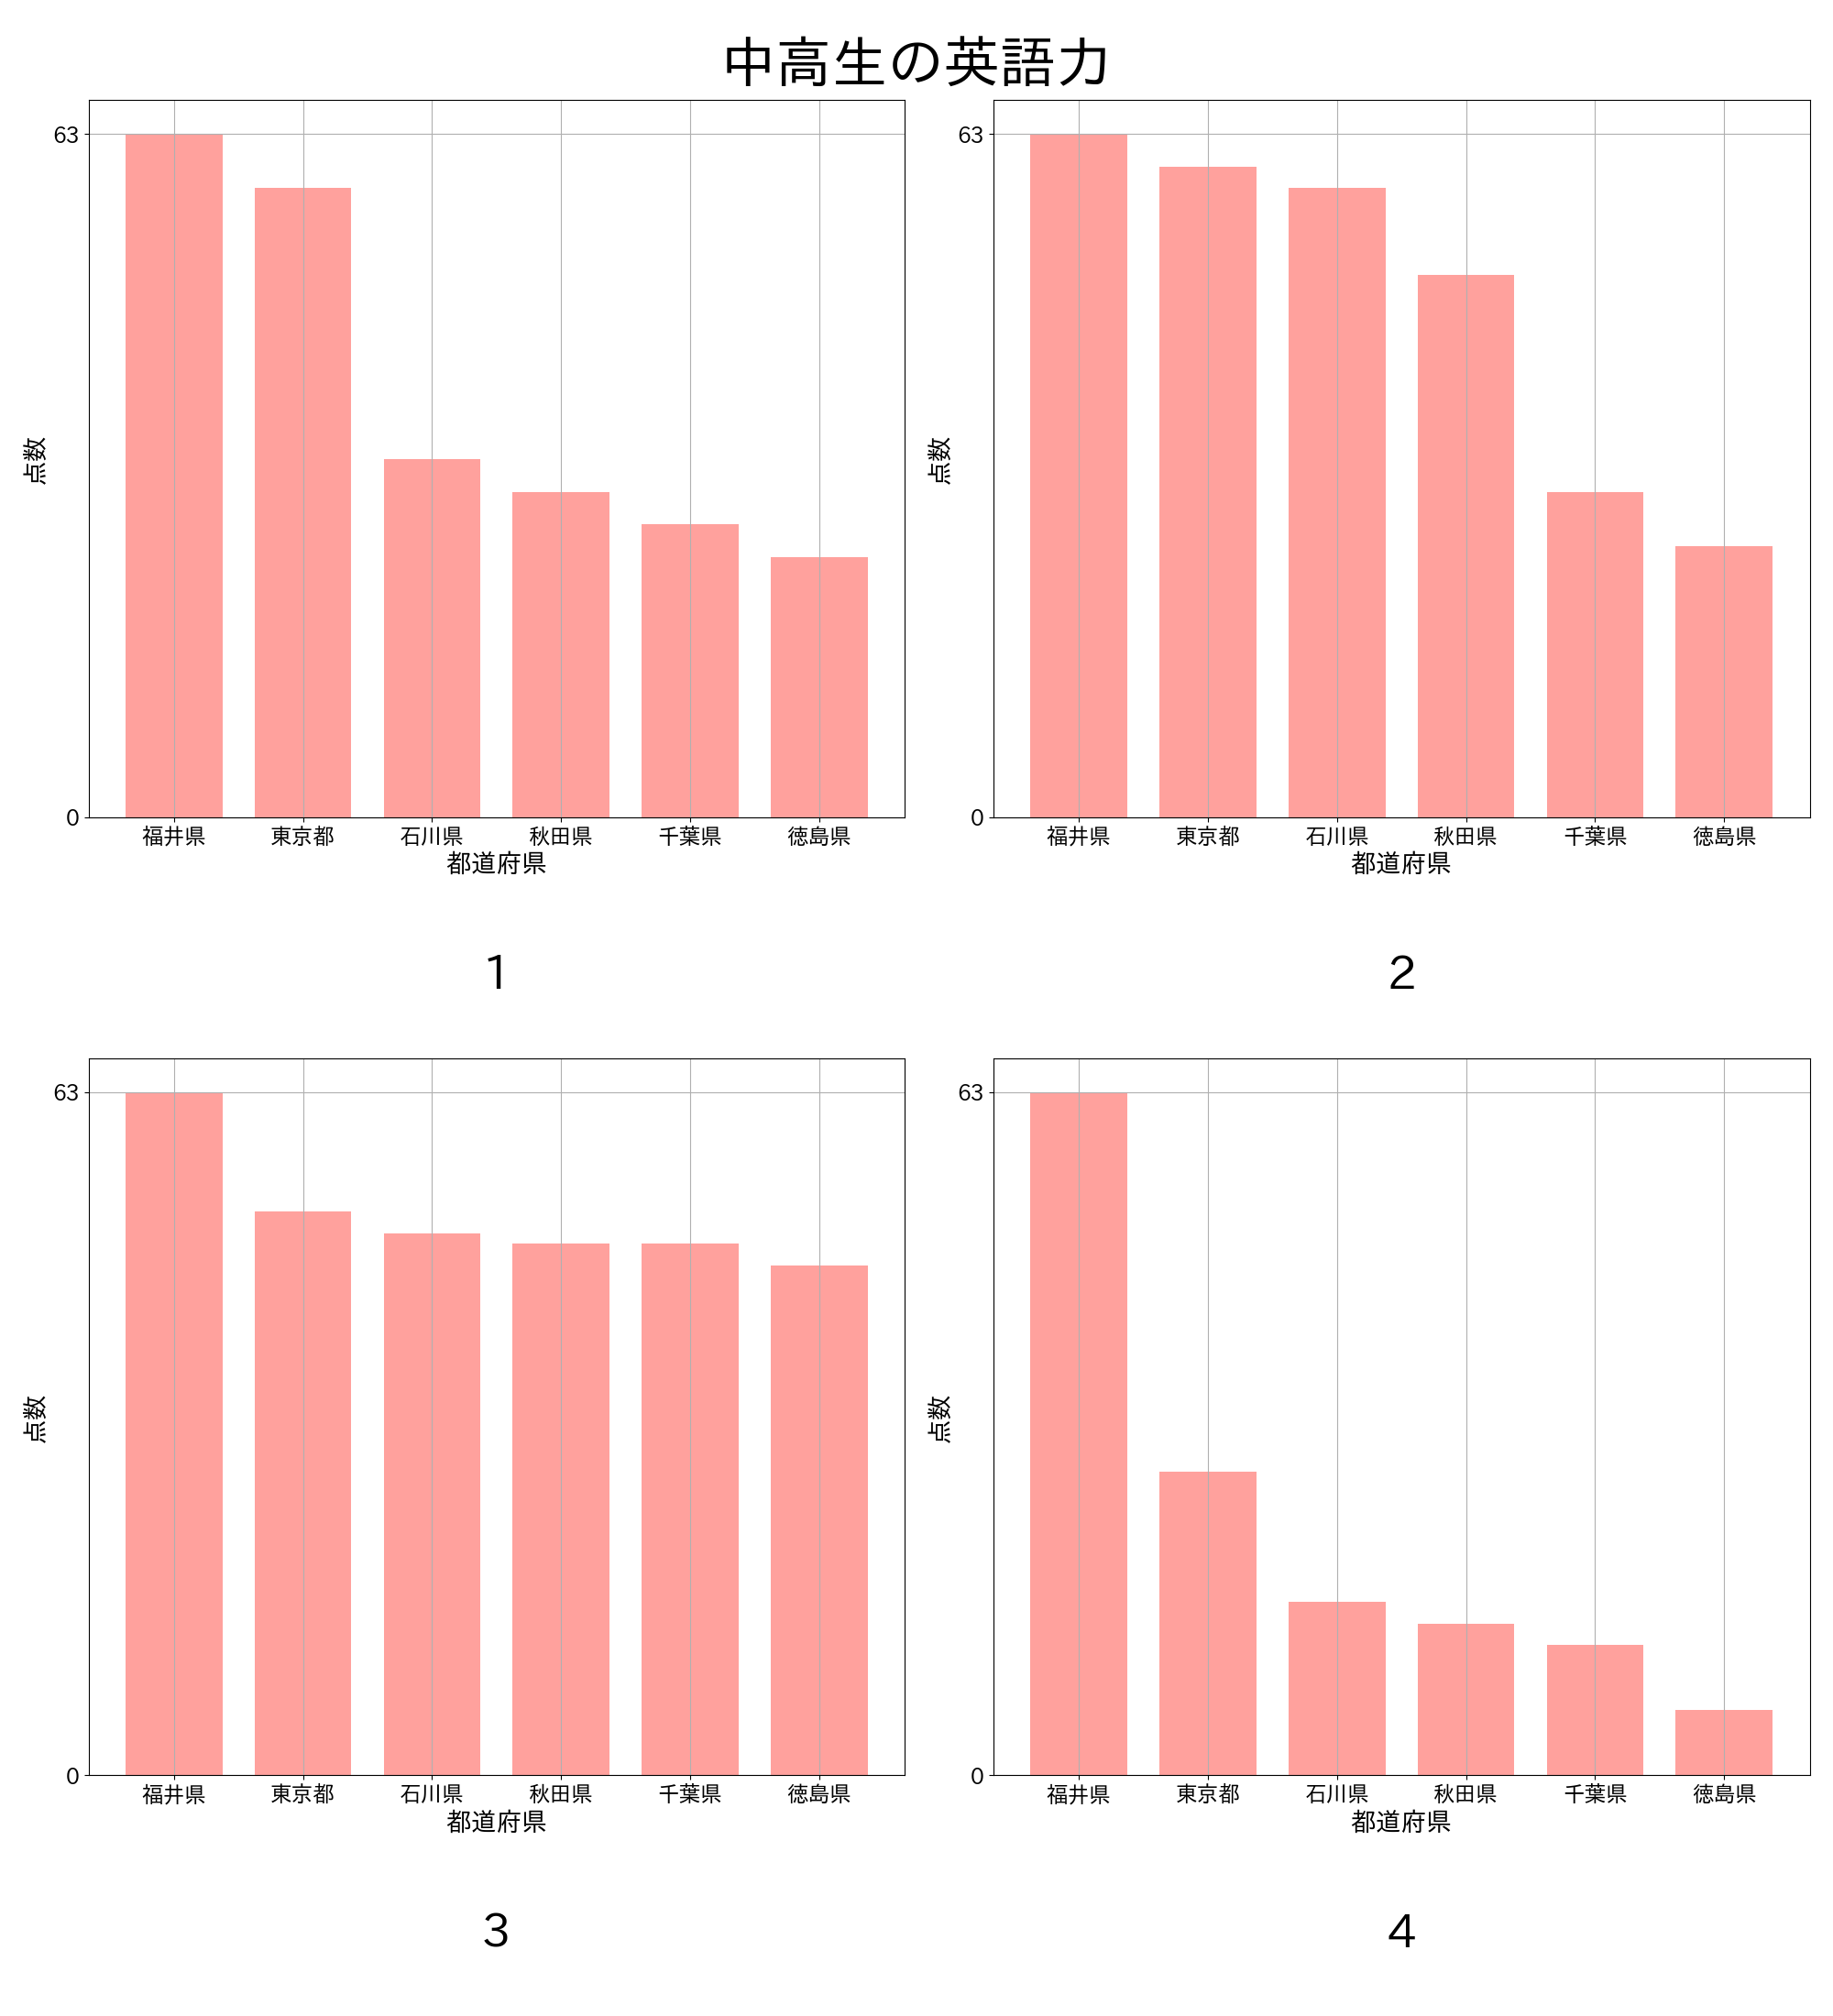 中高生の英語力
63
0
点数
福井県 東京都 石川県 秋田県 千葉県 徳島県
都道府県
1
63
0
点数
福井県 東京都 石川県 秋田県 千葉県 徳島県
都道府県
2
63
0
点数
福井県 東京都 石川県 秋田県 千葉県 徳島県
都道府県
3
63
0
点数
福井県 東京都 石川県 秋田県 千葉県 徳島県
都道府県
4